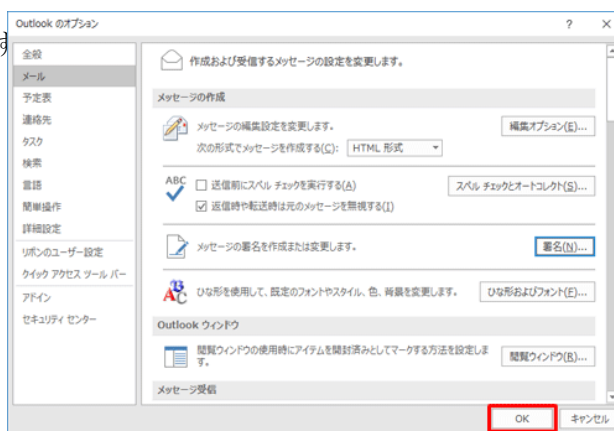 Outlook のオプション
? ×
全般
メール
予定表
連絡先
タスク
検索
言語
簡単操作
詳細設定
リボンのユーザー設定
クイック アクセス ツール バー
アドイン
セキュリティ センター
作成および受信するメッセージの設定を変更します。
メッセージの作成
メッセージの編集設定を変更します。
編集オプション(E)...
次の形式でメッセージを作成する(C): HTML 形式
ABC
送信前にスペル チェックを実行する(A)
スペル チェックとオートコレクト(S)...
返信時や転送時は元のメッセージを無視する(I)
メッセージの署名を作成または変更します。
署名(N)...
ひな形を使用して、既定のフォントやスタイル、色、背景を変更します。
ひな形およびフォント(F)...
Outlook ウィンドウ
閲覧ウィンドウの使用時にアイテムを開封済みとしてマークする方法を設定しま
す。
閲覧ウィンドウ(R)...
メッセージ受信
OK
キャンセル